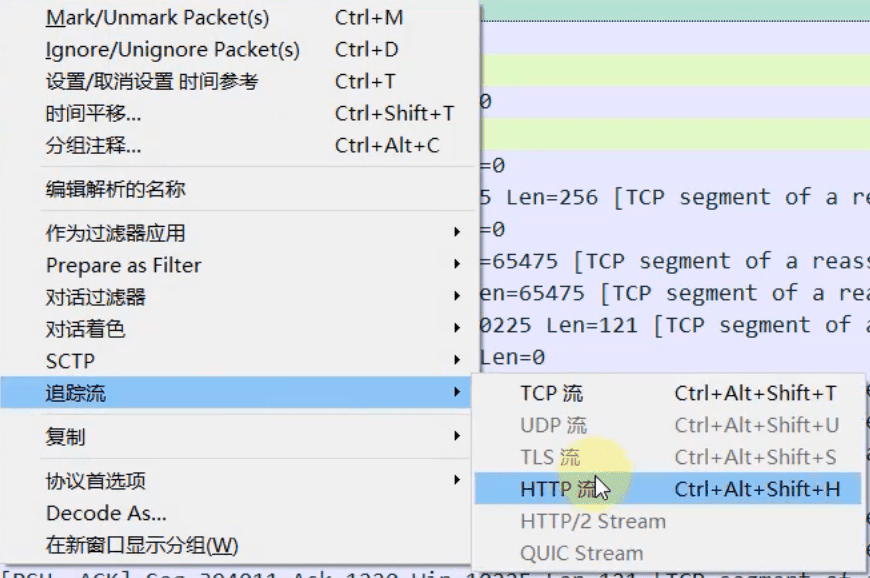 Mark/Unmark Packet(s) Ctrl+M
Ignore/Unignore Packet(s) Ctrl+D
设置/取消设置 时间参考 Ctrl+T
时间平移... Ctrl+Shift+T
0
分组注释... Ctrl+Alt+C
=0
编辑解析的名称
5 Len=256 [TCP segment of a re
作为过滤器应用
=0
Prepare as Filter
=65475 [TCP segment of a reas
对话过滤器
en=65475 [TCP segment of a rea
对话着色
0225 Len=121 [TCP segment of a
SCTP
Len=0
追踪流
TCP 流 Ctrl+Alt+Shift+T
UDP 流 Ctrl+Alt+Shift+U
复制
TLS 流 Ctrl+Alt+Shift+S
协议首选项
HTTP 流 Ctrl+Alt+Shift+H
Decode As...
HTTP/2 Stream
在新窗口显示分组(W)
QUIC Stream